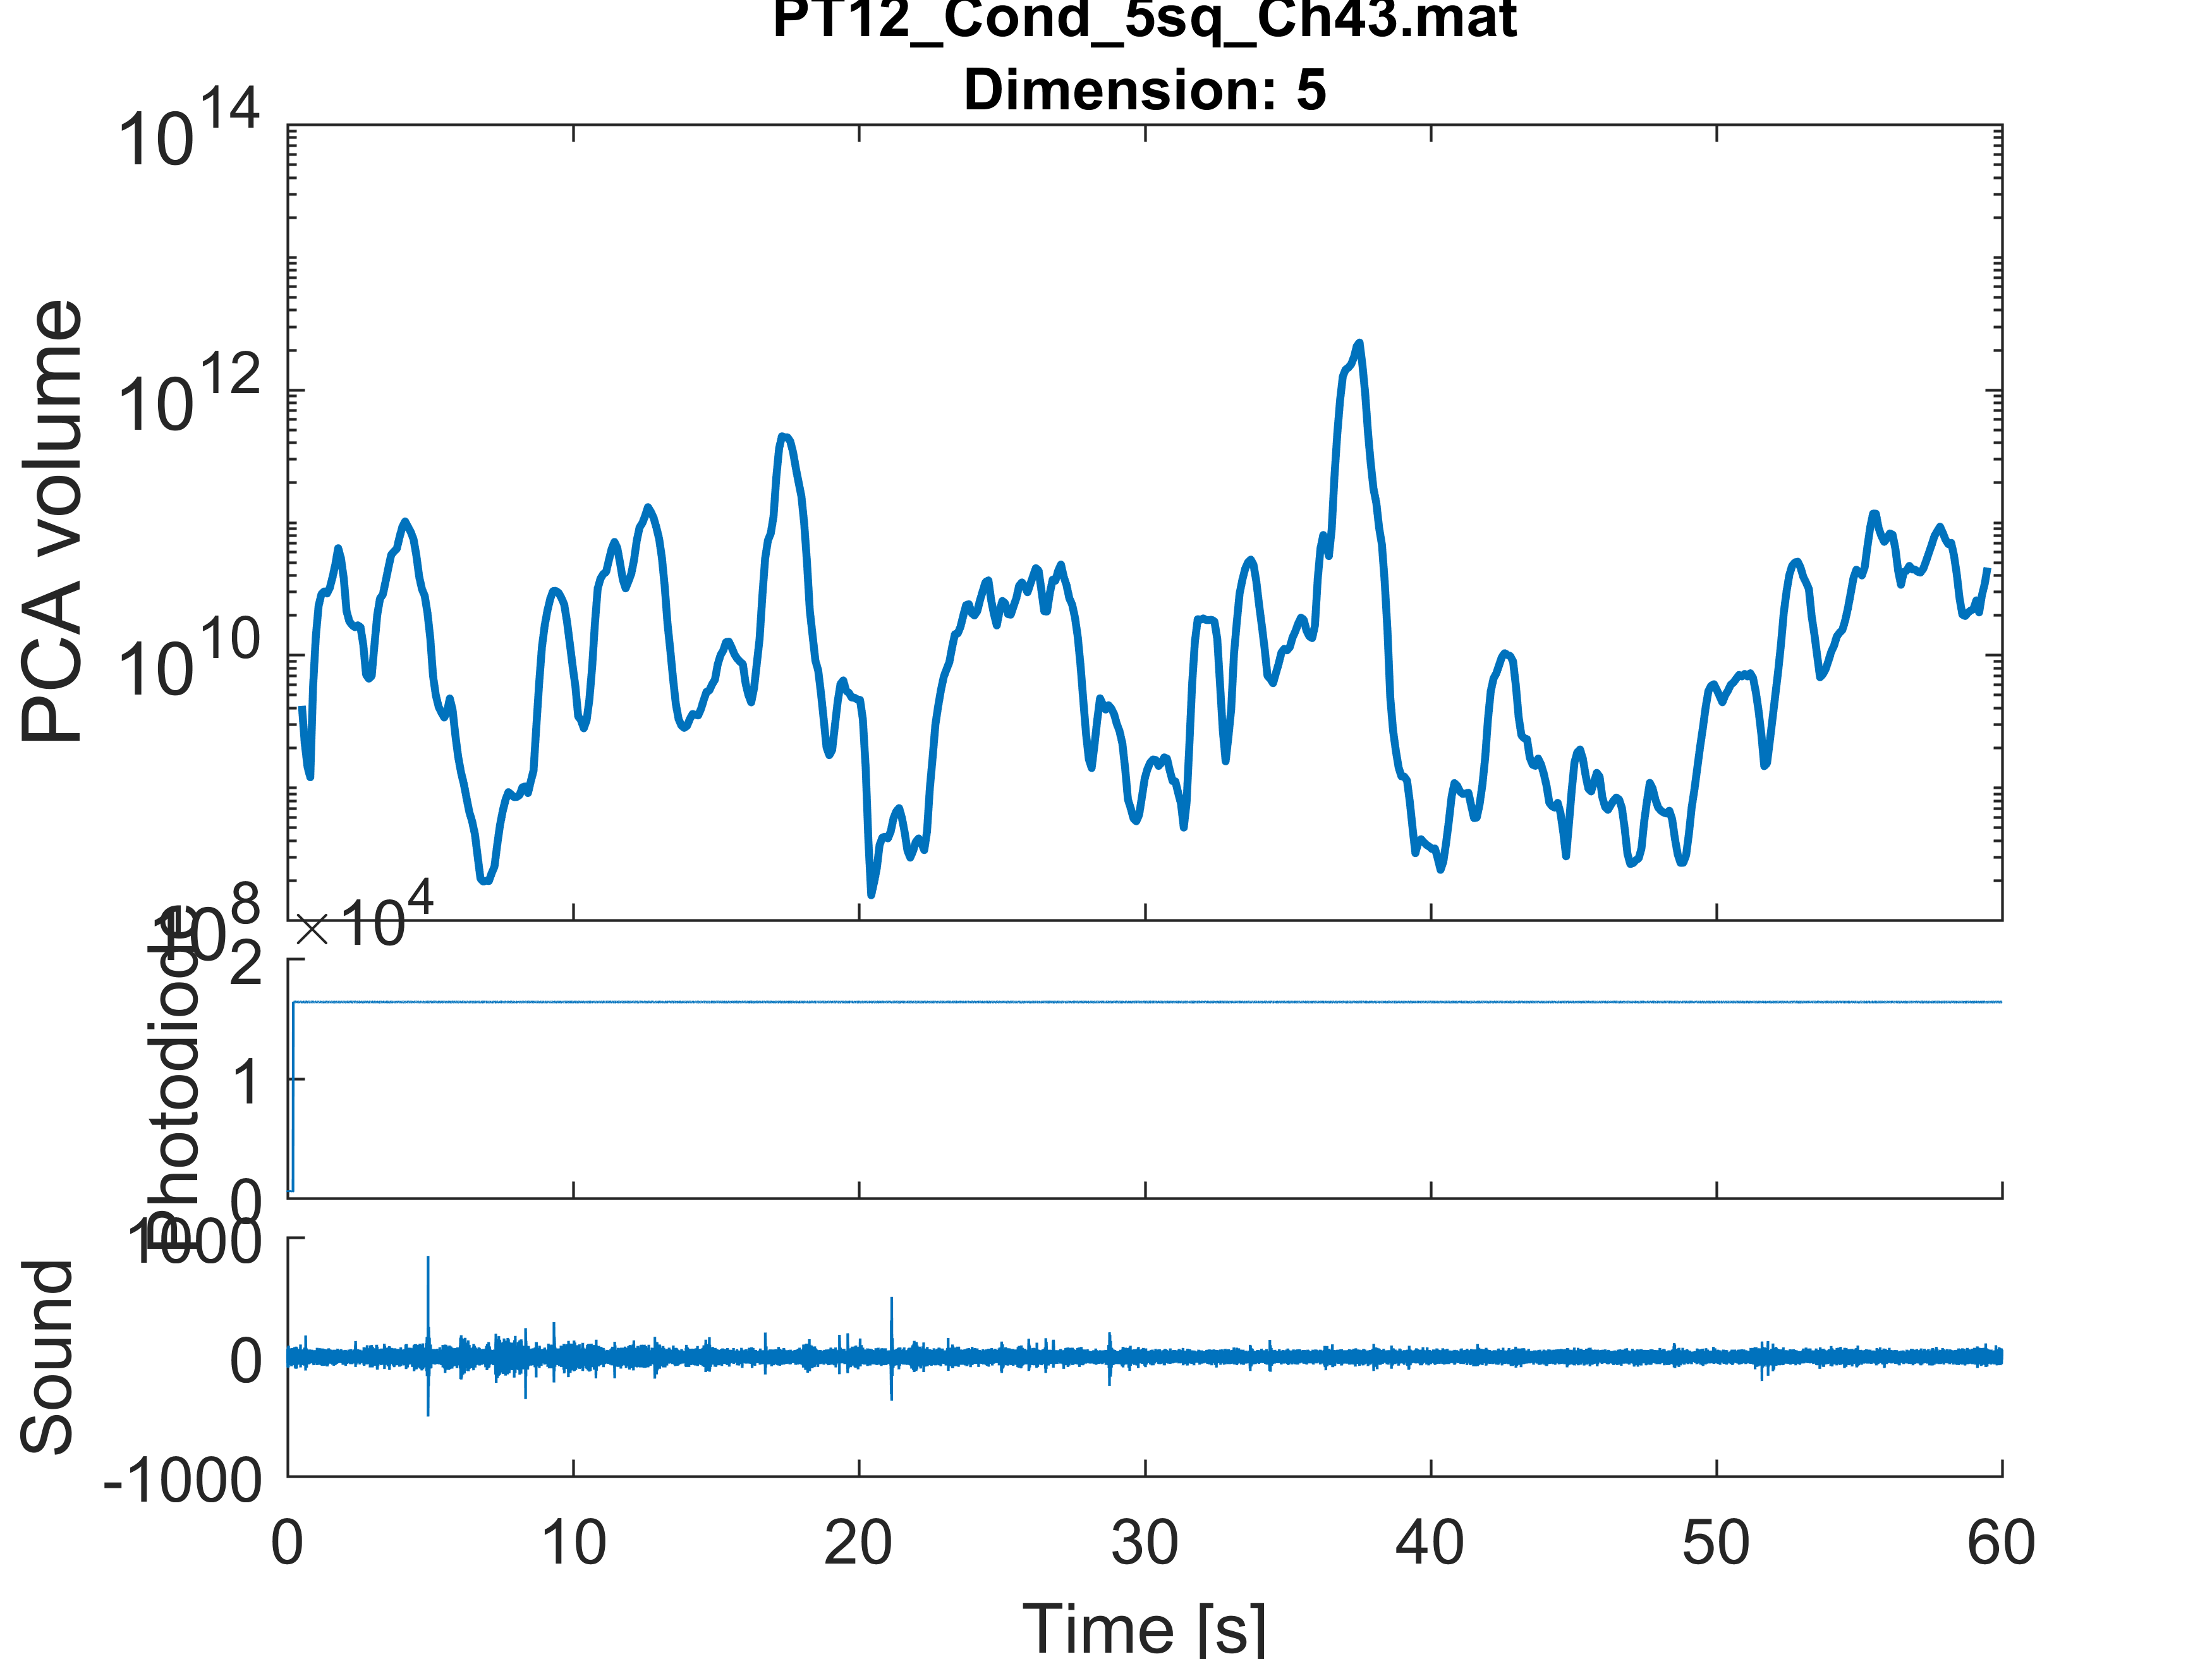 PT12_Cond_5sq_Ch43.mat
Dimension: 5
10^14
10^12
10^10
10^8
PCA volume
×10^4
2
1
0
Photodiode
1000
0
-1000
Sound
0 10 20 30 40 50 60
Time [s]